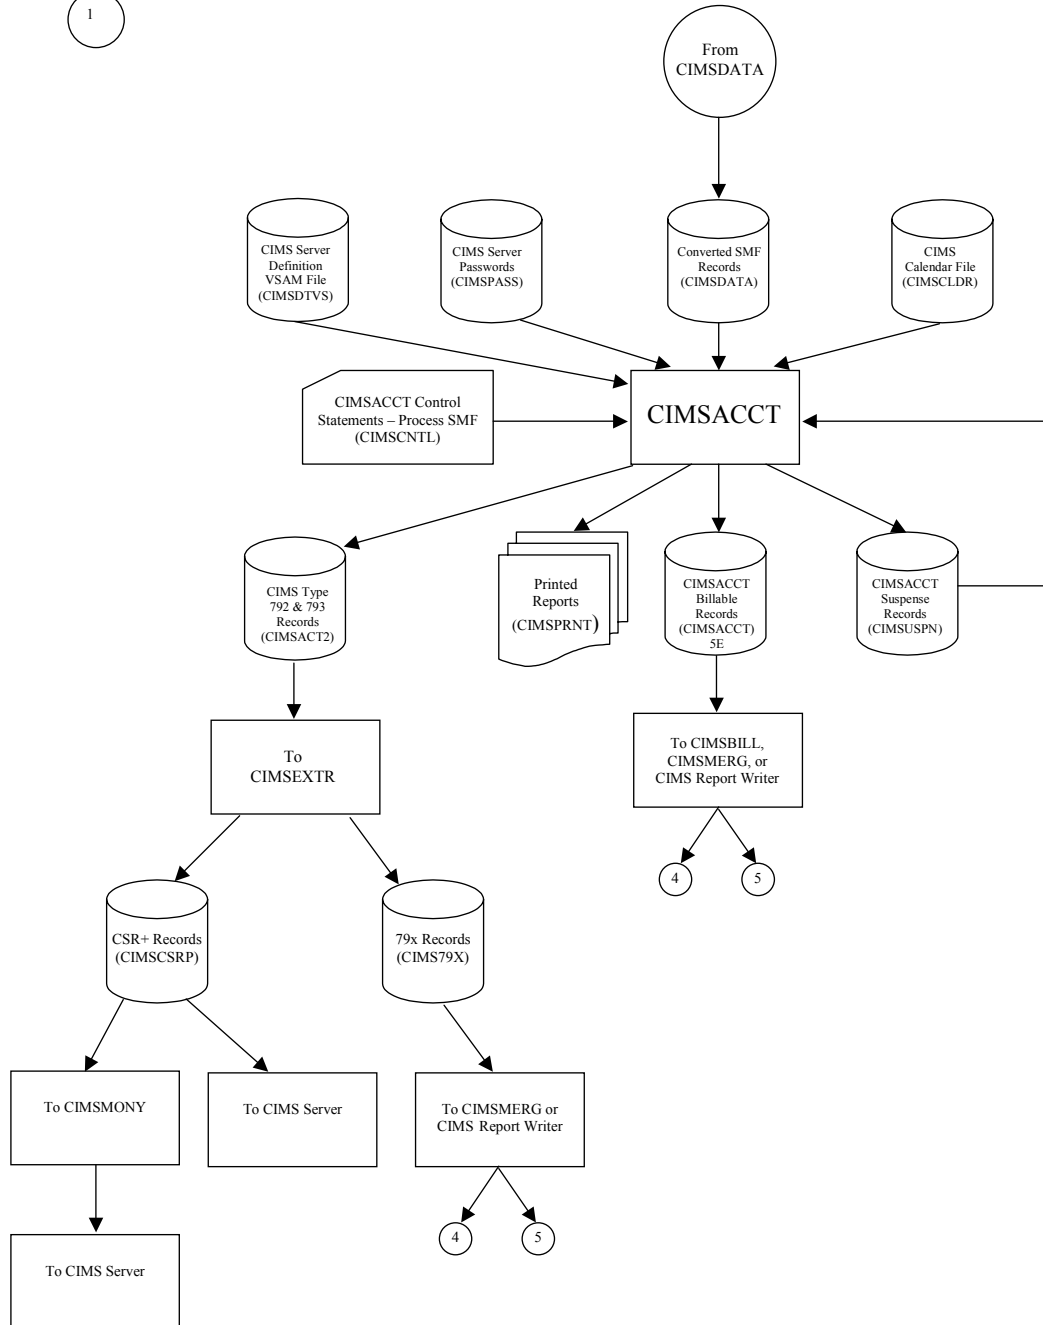 1
From
CIMSDATA
CIMS Server
Definition
VSAM File
(CIMSDTVS)
CIMS Server
Passwords
(CIMSPASS)
Converted SMF
Records
(CIMSDATA)
CIMS
Calendar File
(CIMSCLDR)
CIMSACCT Control
Statements – Process SMF
(CIMSCNTL)
CIMSACCT
CIMS Type
792 & 793
Records
(CIMSACT2)
Printed
Reports
(CIMSPRNT)
CIMSACCT
Billable
Records
(CIMSACCT)
5E
CIMSACCT
Suspense
Records
(CIMSUSPN)
To
CIMSEXTR
To CIMSBILL,
CIMSMERG, or
CIMS Report Writer
4
5
CSR+ Records
(CIMSCSRP)
79x Records
(CIMS79X)
To CIMSMONY
To CIMS Server
To CIMSMERG or
CIMS Report Writer
4
5
To CIMS Server